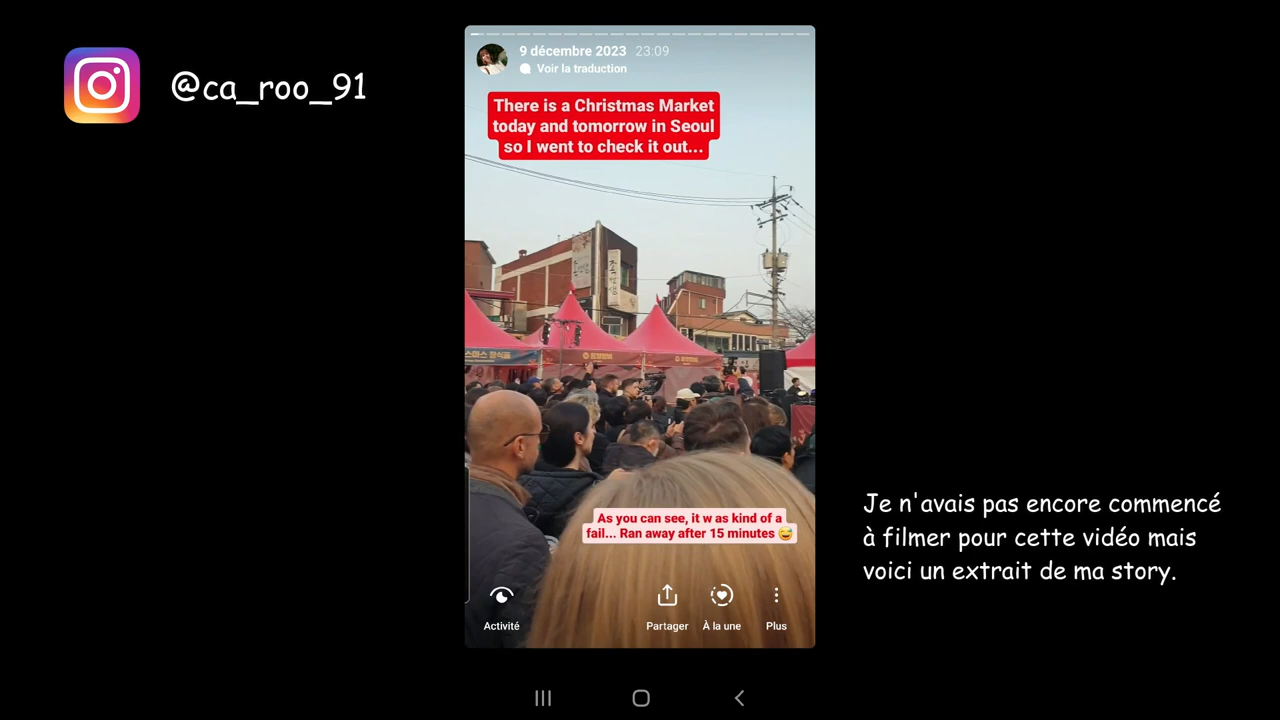 @ca_roo_91
9 décembre 2023 23:09
Voir la traduction
There is a Christmas Market
today and tomorrow in Seoul
so I went to check it out...
As you can see, it w as kind of a
fail... Ran away after 15 minutes 😅
Je n'avais pas encore commencé
à filmer pour cette vidéo mais
voici un extrait de ma story.
Activité
Partager
À la une
Plus